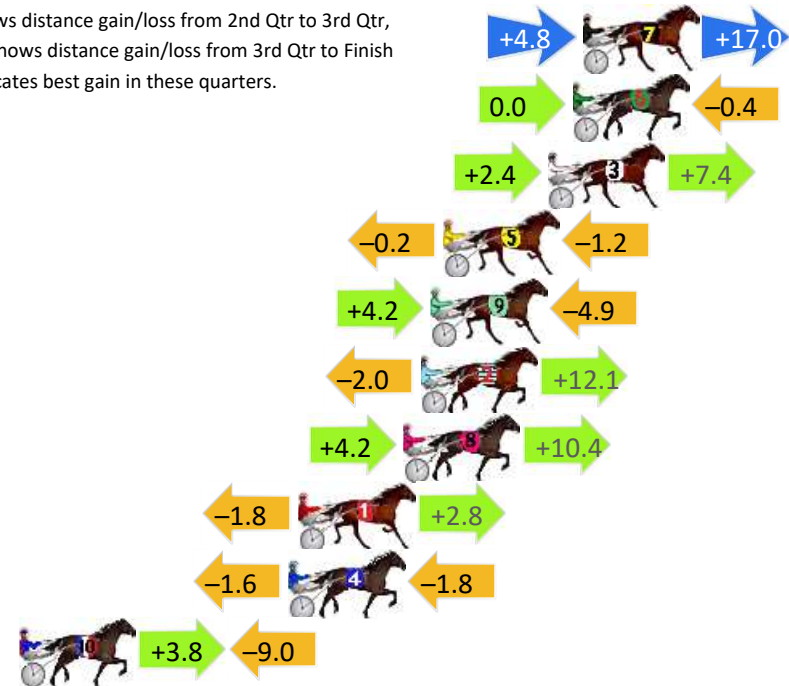 ws distance gain/loss from 2nd Qtr to 3rd Qtr,
hows distance gain/loss from 3rd Qtr to Finish
cates best gain in these quarters.
+4.8 7 +17.0
0.0 6 –0.4
+2.4 3 +7.4
–0.2 5 –1.2
+4.2 9 –4.9
–2.0 2 +12.1
+4.2 8 +10.4
–1.8 1 +2.8
–1.6 4 –1.8
10 +3.8 –9.0